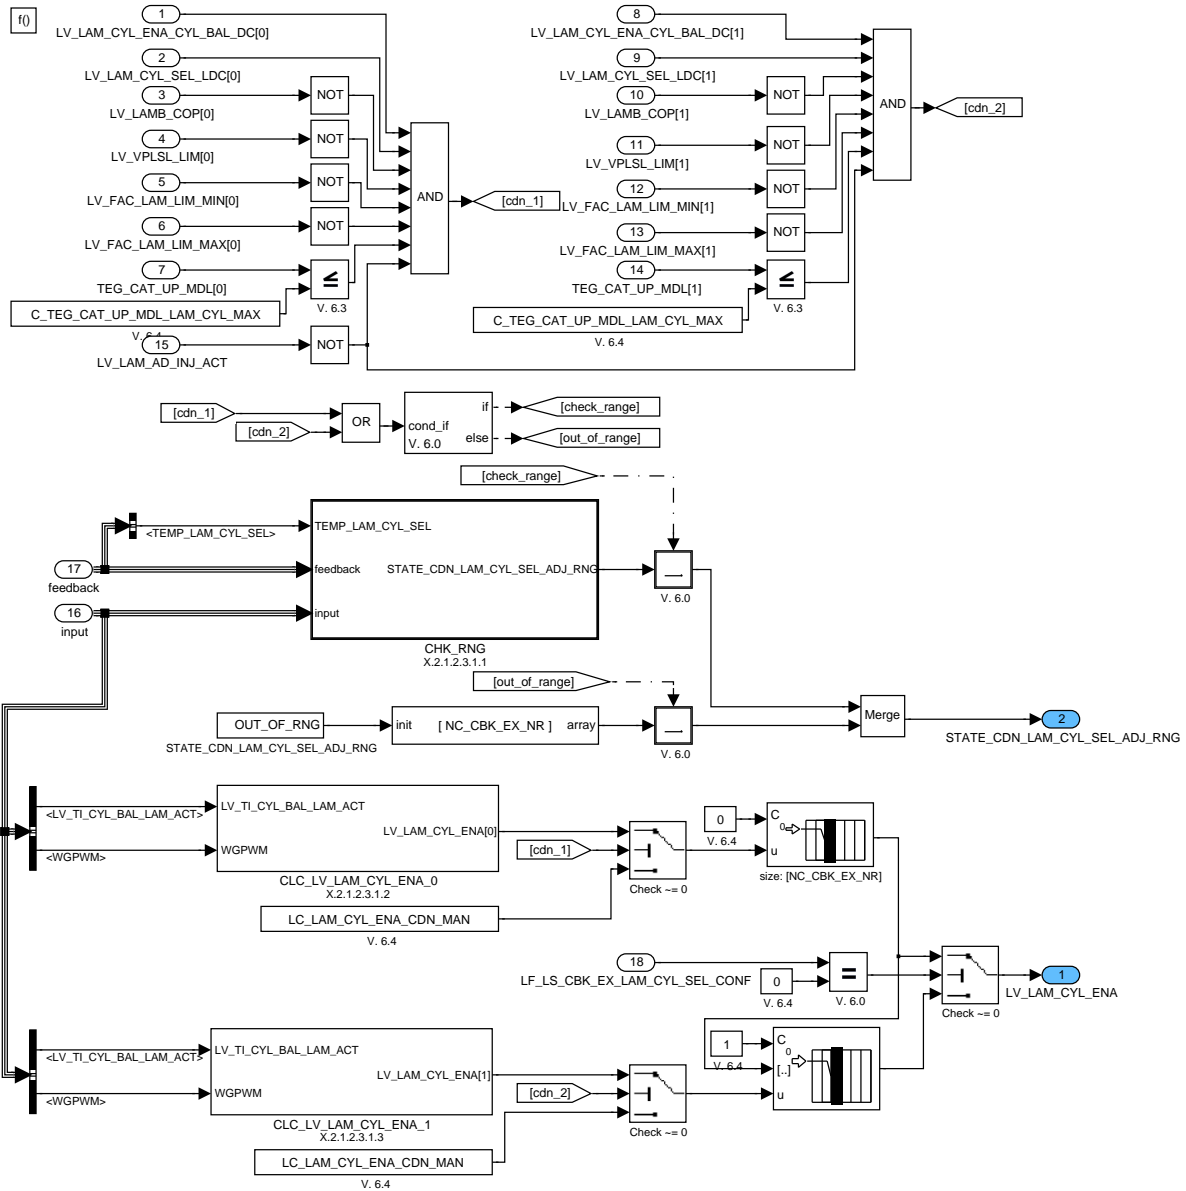 f()
1
LV_LAM_CYL_ENA_CYL_BAL_DC[0]
2
LV_LAM_CYL_SEL_LDC[0]
3
NOT
LV_LAMB_COP[0]
4
NOT
LV_VPLSL_LIM[0]
5
NOT
LV_FAC_LAM_LIM_MIN[0]
6
NOT
LV_FAC_LAM_LIM_MAX[0]
7
≤
TEG_CAT_UP_MDL[0]
V. 6.3
C_TEG_CAT_UP_MDL_LAM_CYL_MAX
V. 6.4
15
NOT
LV_LAM_AD_INJ_ACT
AND
[cdn_1]
8
LV_LAM_CYL_ENA_CYL_BAL_DC[1]
9
LV_LAM_CYL_SEL_LDC[1]
10
NOT
LV_LAMB_COP[1]
11
NOT
LV_VPLSL_LIM[1]
12
NOT
LV_FAC_LAM_LIM_MIN[1]
13
NOT
LV_FAC_LAM_LIM_MAX[1]
14
≤
TEG_CAT_UP_MDL[1]
V. 6.3
C_TEG_CAT_UP_MDL_LAM_CYL_MAX
V. 6.4
AND
[cdn_2]
[cdn_1]
[cdn_2]
OR
if
cond_if
else
V. 6.0
[check_range]
[out_of_range]
[check_range]
<TEMP_LAM_CYL_SEL>
TEMP_LAM_CYL_SEL
17
feedback
feedback
STATE_CDN_LAM_CYL_SEL_ADJ_RNG
V. 6.0
16
input
input
CHK_RNG
X.2.1.2.3.1.1
[out_of_range]
OUT_OF_RNG
STATE_CDN_LAM_CYL_SEL_ADJ_RNG
init
[ NC_CBK_EX_NR ]
array
V. 6.0
Merge
2
STATE_CDN_LAM_CYL_SEL_ADJ_RNG
<LV_TI_CYL_BAL_LAM_ACT>
LV_TI_CYL_BAL_LAM_ACT
LV_LAM_CYL_ENA[0]
<WGPWM>
WGPWM
CLC_LV_LAM_CYL_ENA_0
X.2.1.2.3.1.2
[cdn_1]
LC_LAM_CYL_ENA_CDN_MAN
V. 6.4
Check ~= 0
0
V. 6.4
C
0
u
size: [NC_CBK_EX_NR]
18
LF_LS_CBK_EX_LAM_CYL_SEL_CONF
0
V. 6.4
=
V. 6.0
Check ~= 0
1
LV_LAM_CYL_ENA
<LV_TI_CYL_BAL_LAM_ACT>
LV_TI_CYL_BAL_LAM_ACT
LV_LAM_CYL_ENA[1]
<WGPWM>
WGPWM
CLC_LV_LAM_CYL_ENA_1
X.2.1.2.3.1.3
[cdn_2]
LC_LAM_CYL_ENA_CDN_MAN
V. 6.4
Check ~= 0
1
V. 6.4
C
0
[..]
u